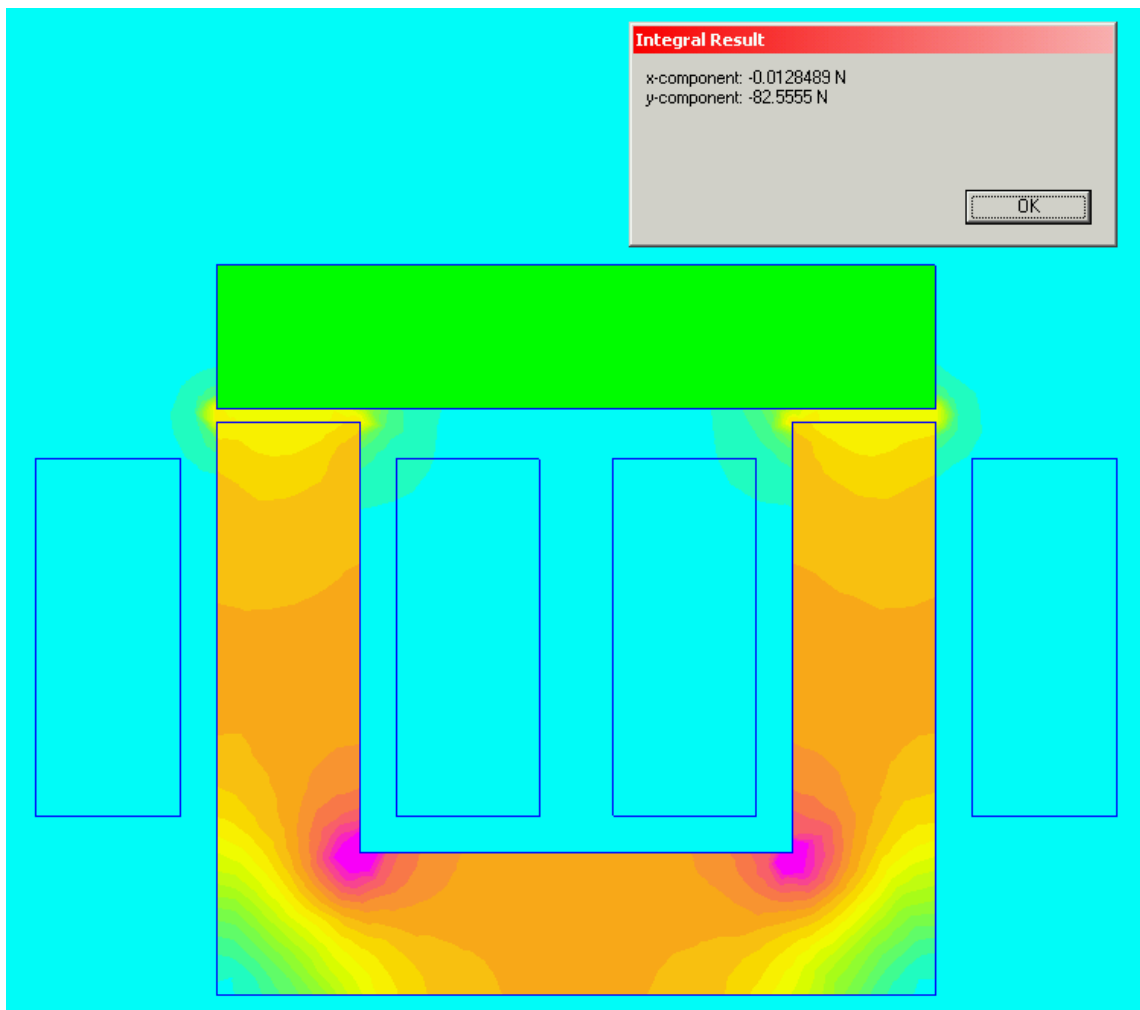 Integral Result
x-component: -0.0128489 N
y-component: -82.5555 N
OK